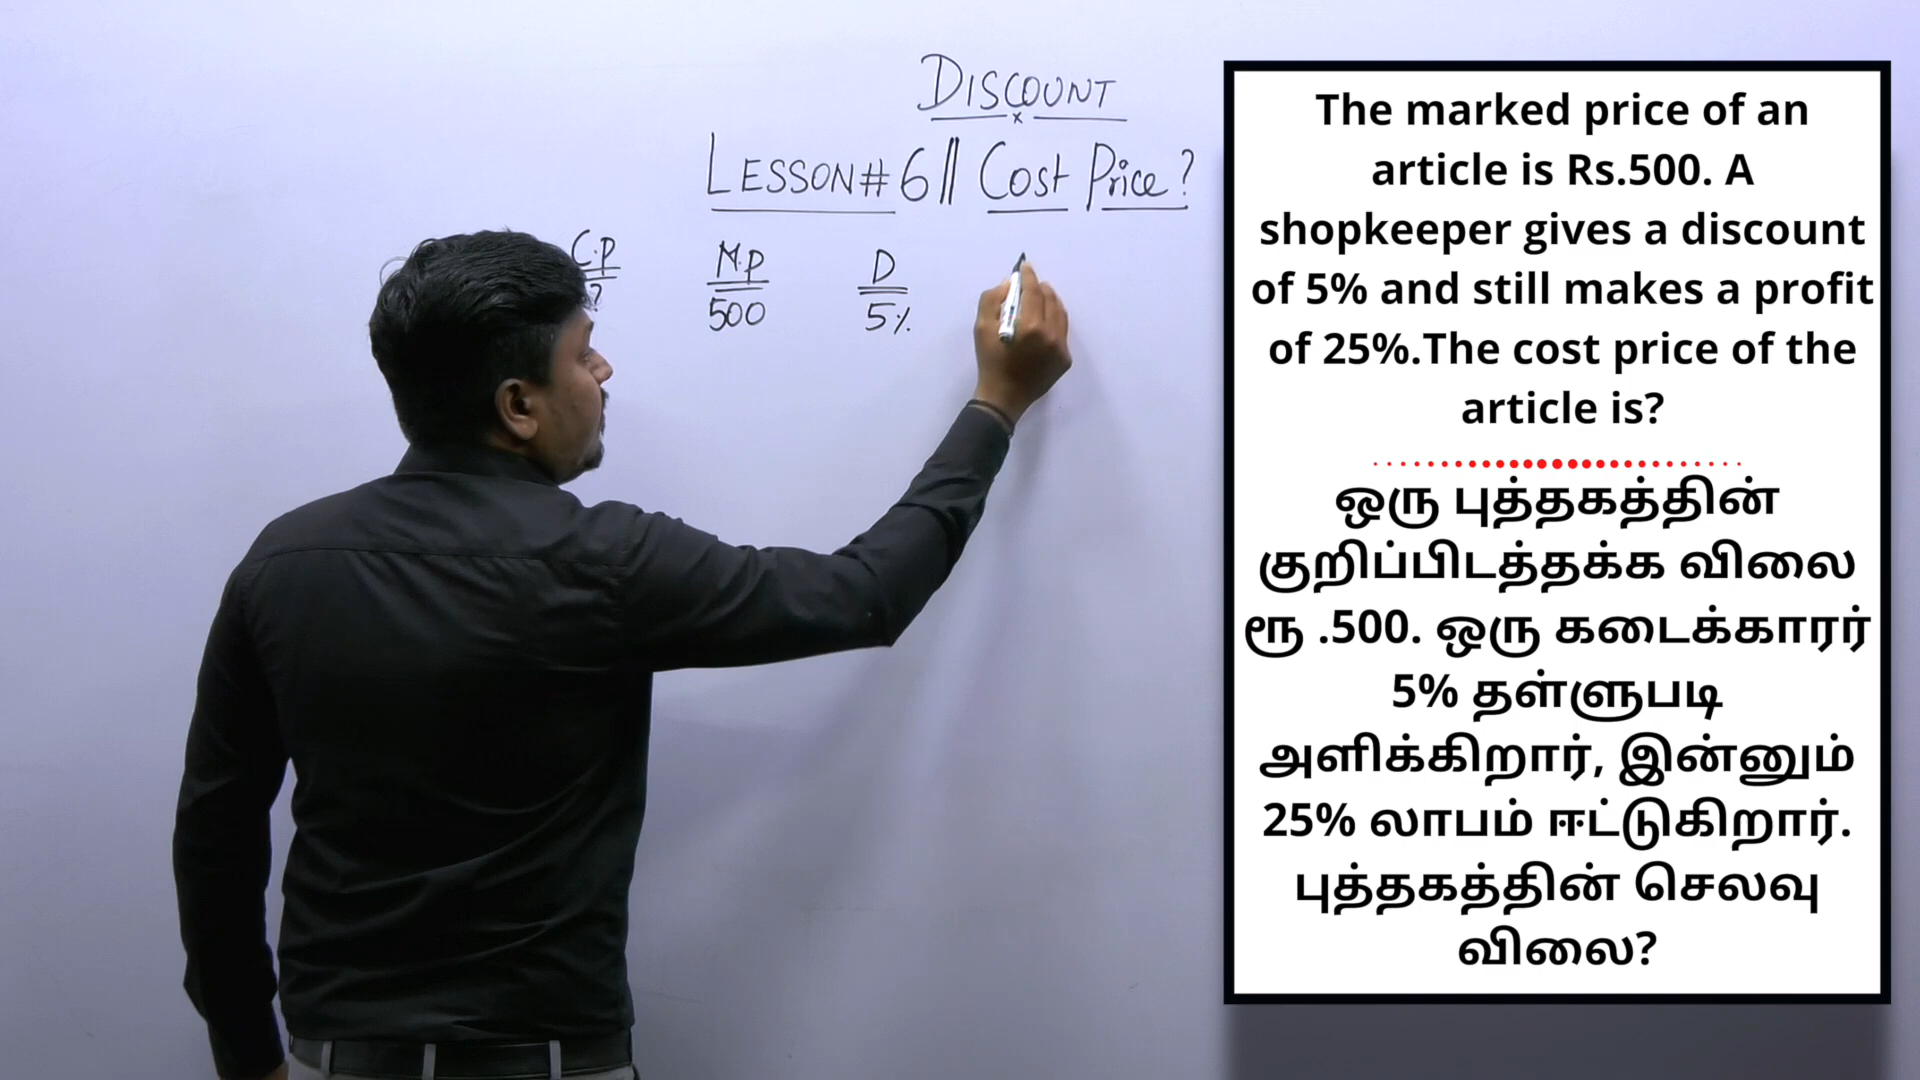 DISCOUNT
LESSON# 6 || Cost Price?
C.P M.P D
? 500 5%
The marked price of an
article is Rs.500. A
shopkeeper gives a discount
of 5% and still makes a profit
of 25%.The cost price of the
article is?
ஒரு புத்தகத்தின்
குறிப்பிடத்தக்க விலை
ரூ .500. ஒரு கடைக்காரர்
5% தள்ளுபடி
அளிக்கிறார், இன்னும்
25% லாபம் ஈட்டுகிறார்.
புத்தகத்தின் செலவு
விலை?